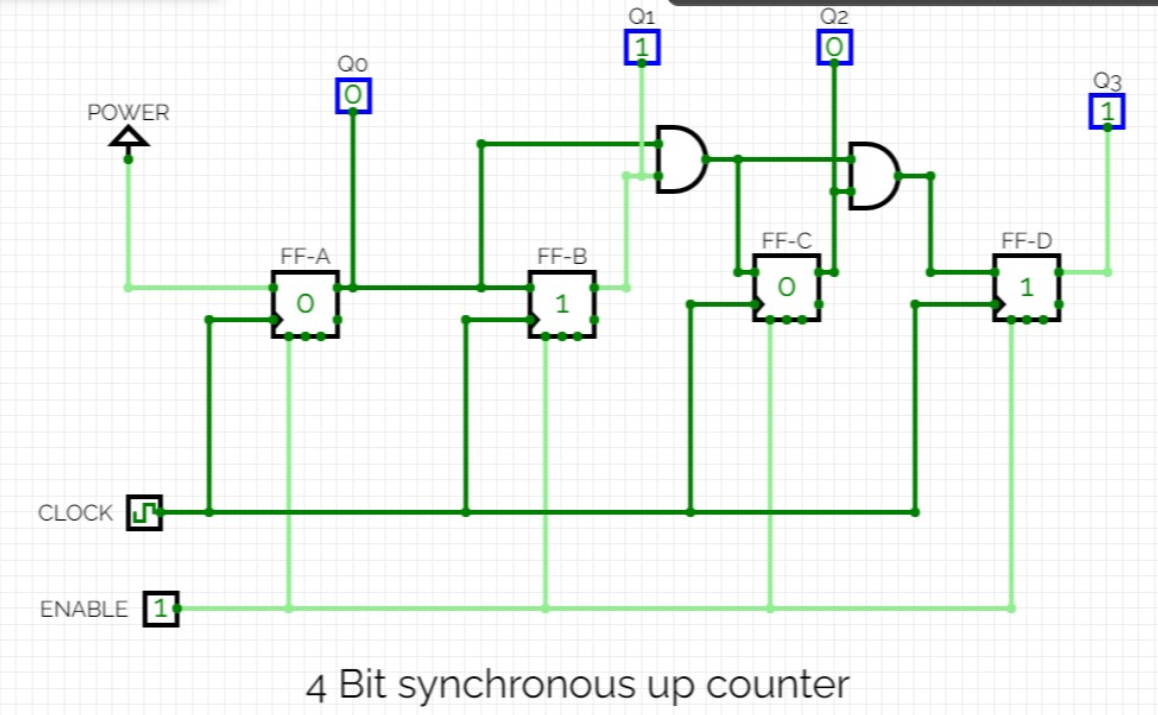 Q1
Q2
Q0
0
1
0
Q3
1
POWER
FF-A
0
FF-B
1
FF-C
0
FF-D
1
CLOCK
ENABLE 1
4 Bit synchronous up counter